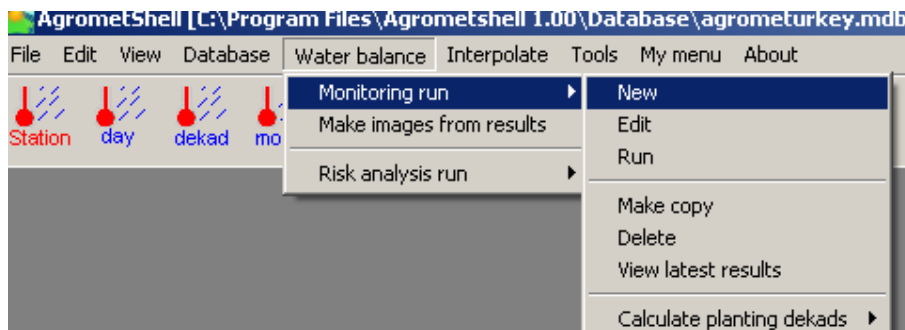 AgrometShell [C:\Program Files\Agrometshell 1.00\Database\agrometurkey.mdb
File Edit View Database Water balance Interpolate Tools My menu About
Station day dekad mo
Monitoring run
Make images from results
Risk analysis run
New
Edit
Run
Make copy
Delete
View latest results
Calculate planting dekads